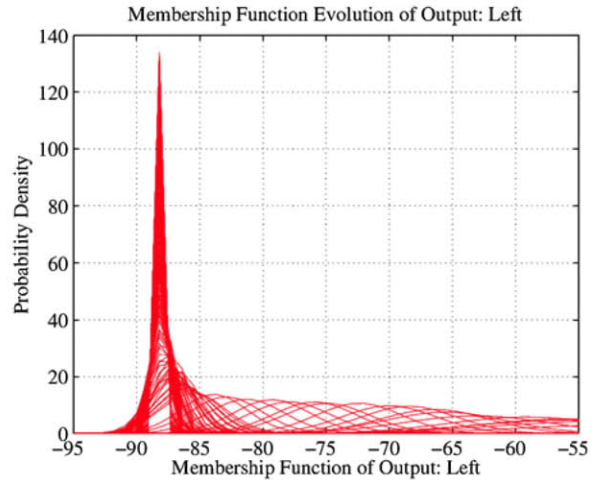 Membership Function Evolution of Output: Left
Probability Density
140
120
100
80
60
40
20
0
−95 −90 −85 −80 −75 −70 −65 −60 −55
Membership Function of Output: Left